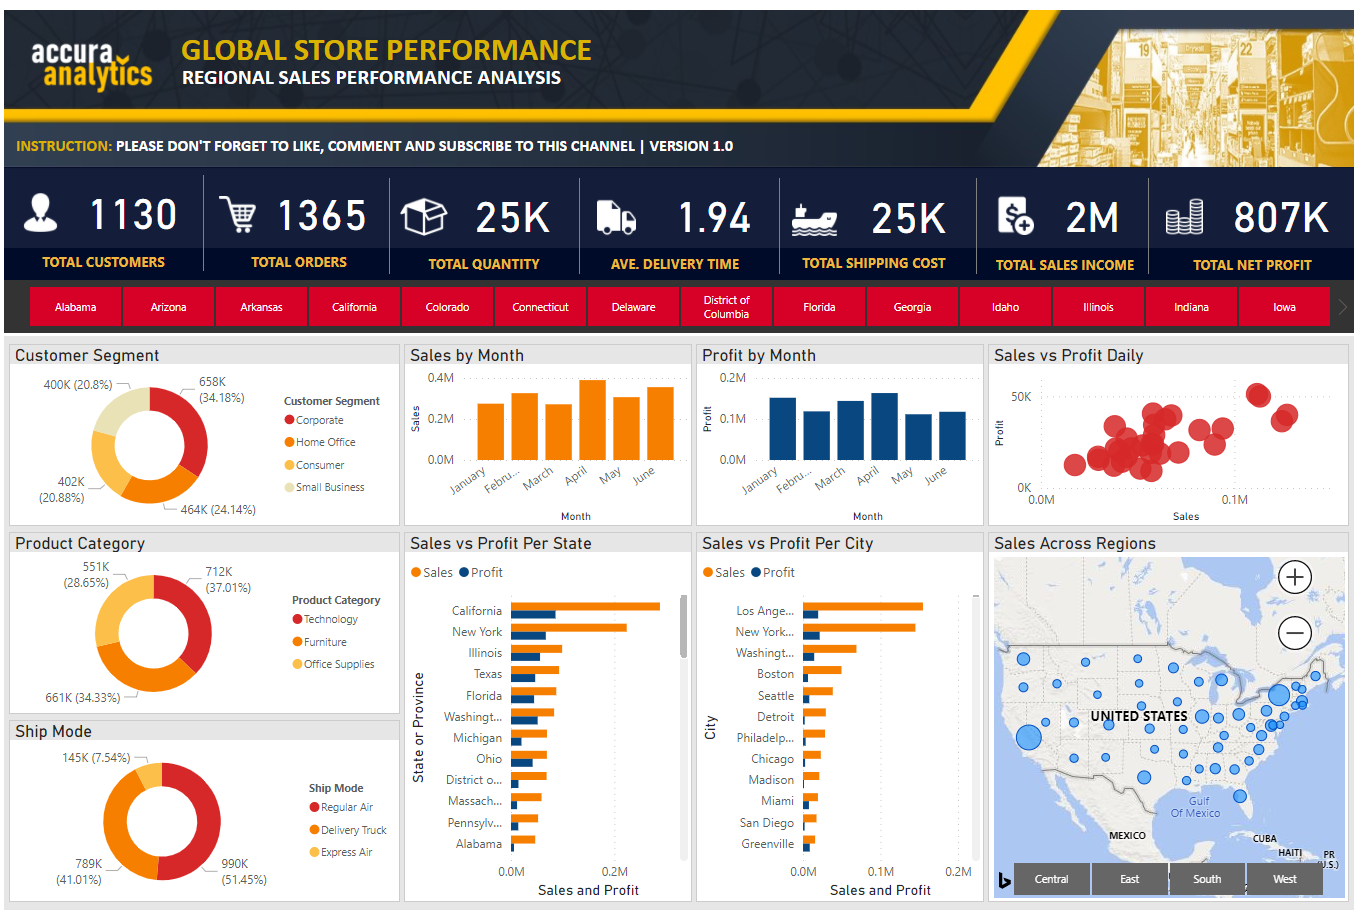 accura
analytics
GLOBAL STORE PERFORMANCE
REGIONAL SALES PERFORMANCE ANALYSIS
19
22
INSTRUCTION: PLEASE DON'T FORGET TO LIKE, COMMENT AND SUBSCRIBE TO THIS CHANNEL | VERSION 1.0
1130
1365
25K
1.94
25K
2M
807K
TOTAL CUSTOMERS
TOTAL ORDERS
TOTAL QUANTITY
AVE. DELIVERY TIME
TOTAL SHIPPING COST
TOTAL SALES INCOME
TOTAL NET PROFIT
Alabama
Arizona
Arkansas
California
Colorado
Connecticut
Delaware
District of
Columbia
Florida
Georgia
Idaho
Illinois
Indiana
Iowa
Customer Segment
400K (20.8%)
658K
(34.18%)
402K
(20.88%)
464K (24.14%)
Customer Segment
Corporate
Home Office
Consumer
Small Business
Sales by Month
0.4M
0.2M
0.0M
Sales
January
Febru...
March
April
May
June
Month
Profit by Month
0.2M
0.1M
0.0M
Profit
January
Febru...
March
April
May
June
Month
Sales vs Profit Daily
50K
0K
Profit
0.0M
0.1M
Sales
Product Category
551K
(28.65%)
712K
(37.01%)
661K (34.33%)
Product Category
Technology
Furniture
Office Supplies
Ship Mode
145K (7.54%)
789K
(41.01%)
990K
(51.45%)
Ship Mode
Regular Air
Delivery Truck
Express Air
Sales vs Profit Per State
Sales
Profit
State or Province
California
New York
Illinois
Texas
Florida
Washingt...
Michigan
Ohio
District o...
Massach...
Pennsylv...
Alabama
0.0M
0.2M
Sales and Profit
Sales vs Profit Per City
Sales
Profit
City
Los Ange...
New York...
Washingt...
Boston
Seattle
Detroit
Philadelp...
Chicago
Madison
Miami
San Diego
Greenville
0.0M
0.1M
0.2M
Sales and Profit
Sales Across Regions
UNITED STATES
Gulf
Of Mexico
MEXICO
CUBA
HAITI
PR
(U.S.)
Central
East
South
West